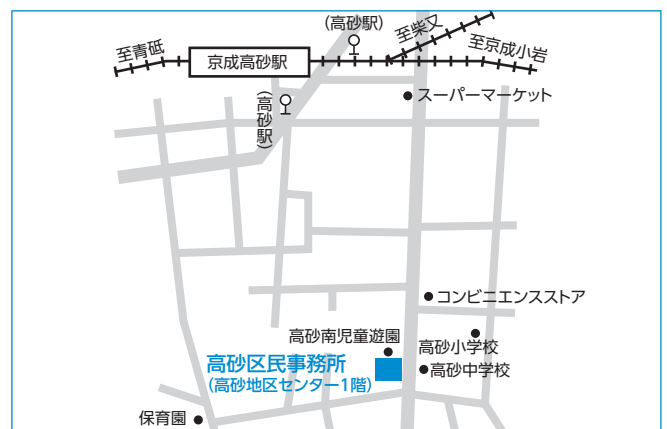 (高砂駅)
至柴又
至青砥
京成高砂駅
至京成小岩
スーパーマーケット
(高砂駅)
コンビニエンスストア
高砂南児童遊園
高砂小学校
高砂区民事務所
(高砂地区センター1階)
高砂中学校
保育園